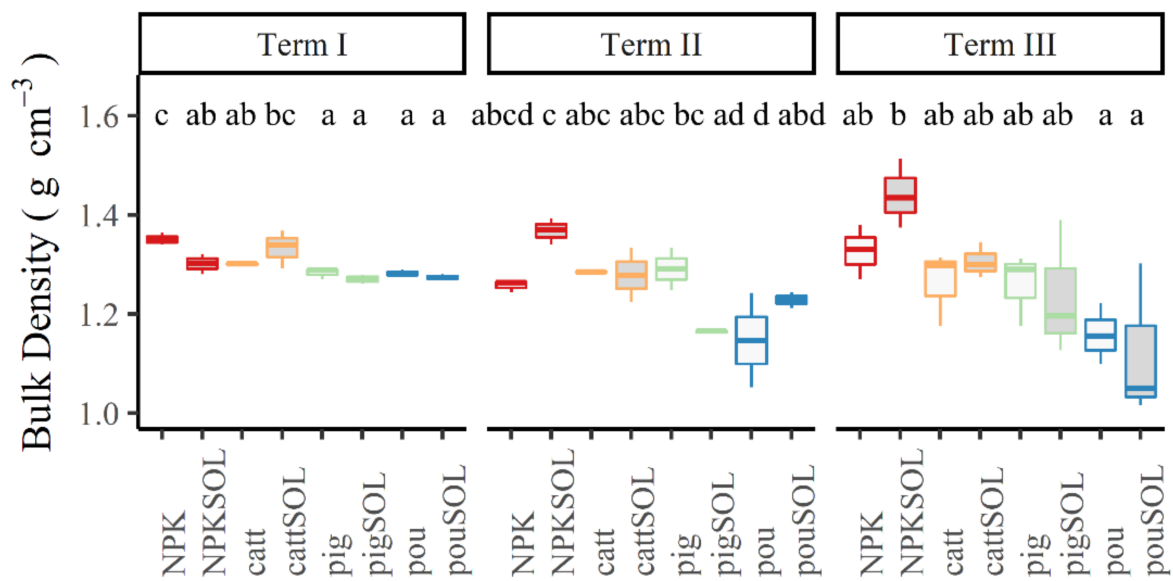 Term I Term II Term III
Bulk Density ( g cm⁻³ )
1.6
1.4
1.2
1.0
c ab ab bc a a a a
abcd c abc abc bc ad d abd
ab b ab ab ab ab a a
NPK
NPKSOL
catt
cattSOL
pig
pigSOL
pou
pouSOL
NPK
NPKSOL
catt
cattSOL
pig
pigSOL
pou
pouSOL
NPK
NPKSOL
catt
cattSOL
pig
pigSOL
pou
pouSOL